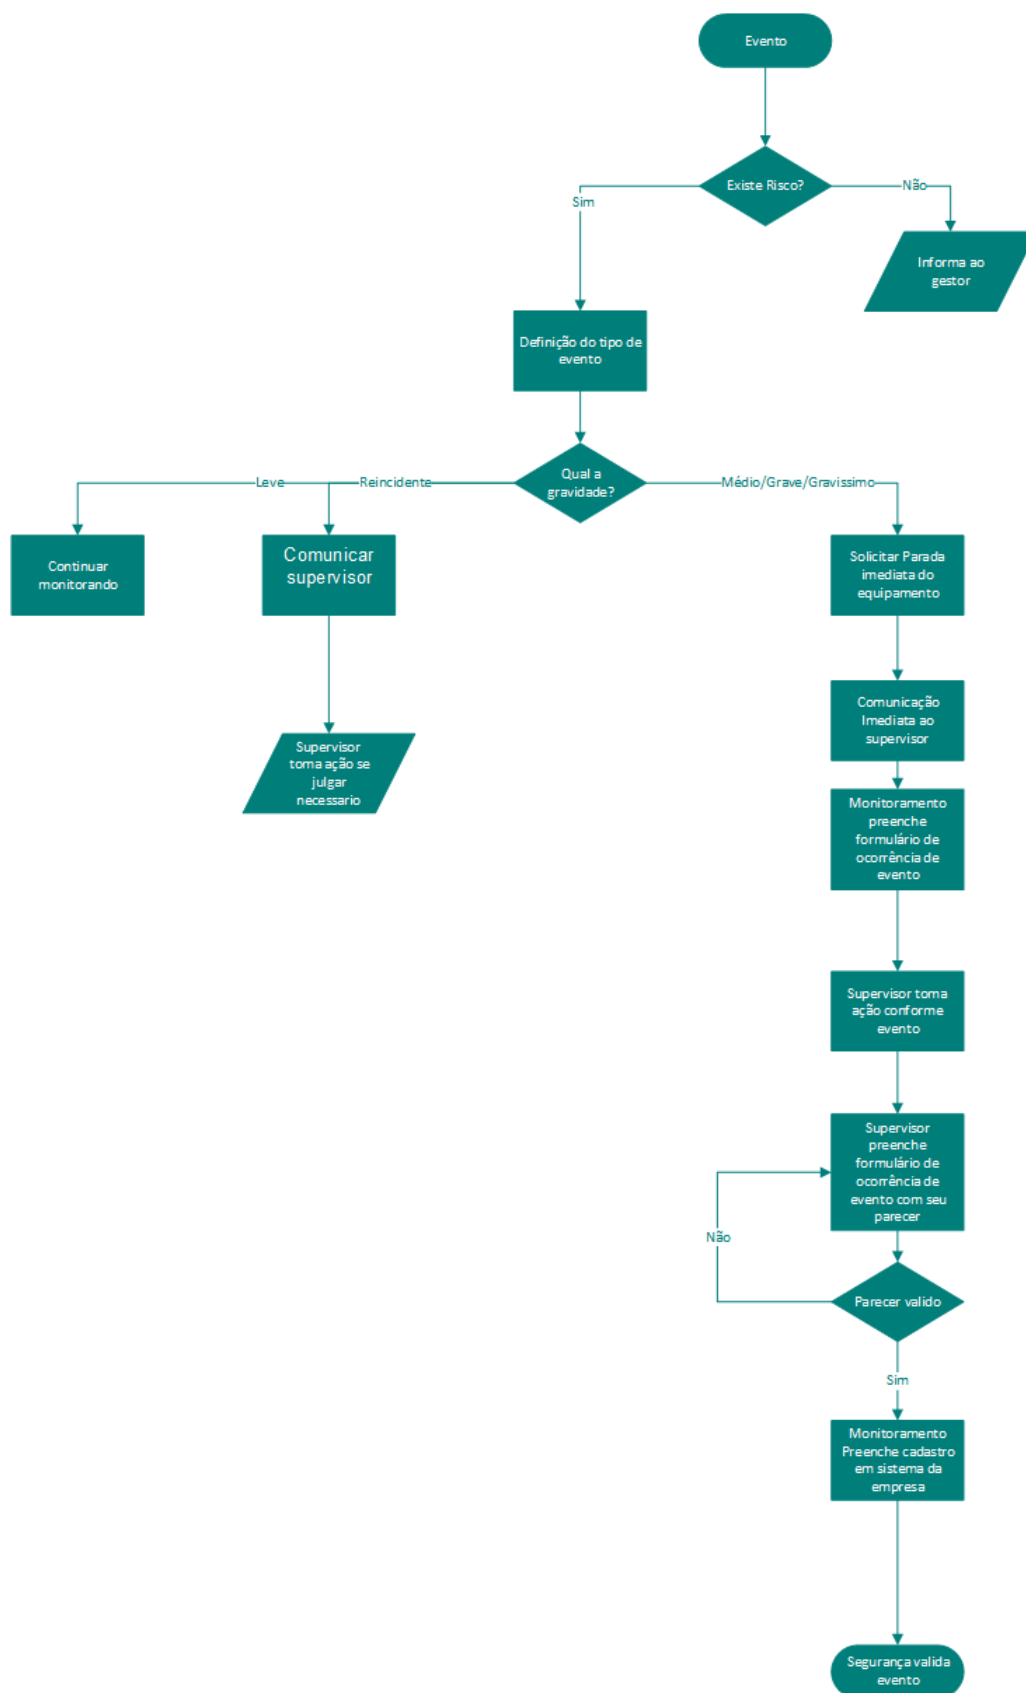 Evento
Existe Risco?
Não
Sim
Informa ao
gestor
Definição do tipo de
evento
Qual a
gravidade?
Leve
Reincidente
Médio/Grave/Gravissimo
Continuar
monitorando
Comunicar
supervisor
Solicitar Parada
imediata do
equipamento
Comunicação
Imediata ao
supervisor
Supervisor
toma ação se
julgar
necessario
Monitoramento
preenche
formulário de
ocorrência de
evento
Supervisor toma
ação conforme
evento
Supervisor
preenche
formulário de
ocorrência de
evento com seu
parecer
Não
Parecer valido
Sim
Monitoramento
Preenche cadastro
em sistema da
empresa
Segurança valida
evento